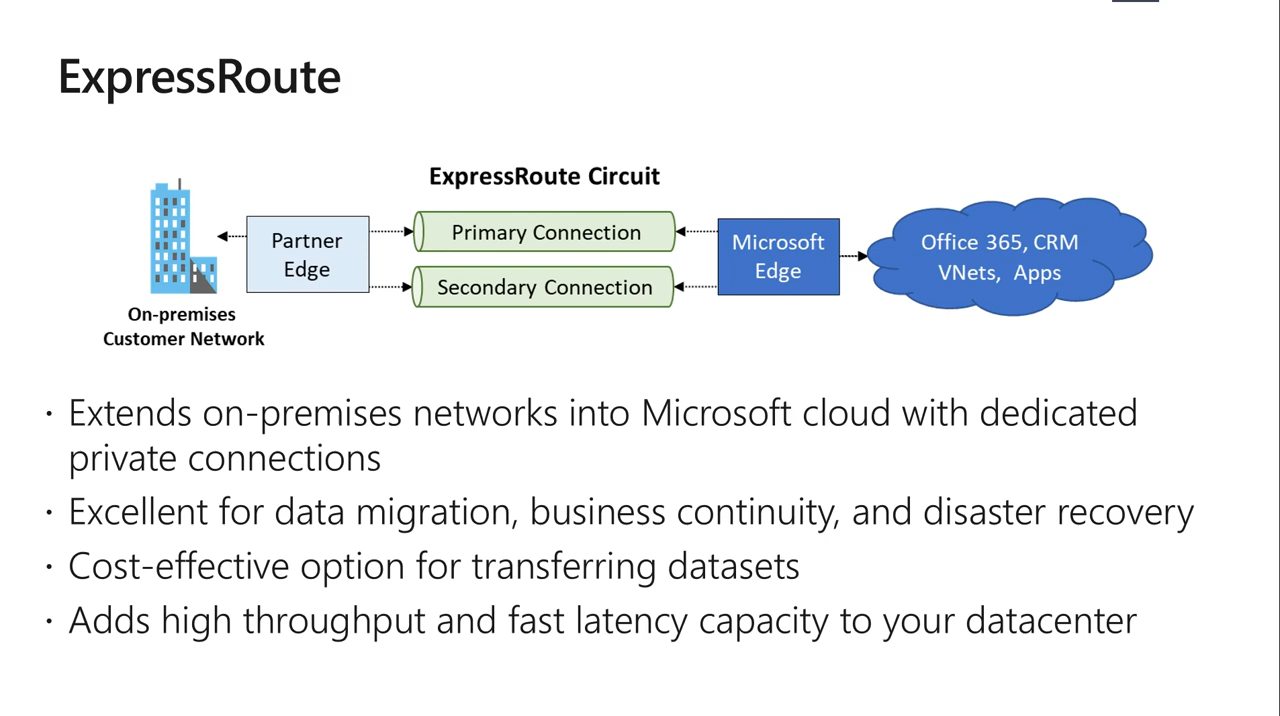 ExpressRoute
ExpressRoute Circuit
Partner
Edge
Primary Connection
Secondary Connection
Microsoft
Edge
Office 365, CRM
VNets, Apps
On-premises
Customer Network
· Extends on-premises networks into Microsoft cloud with dedicated
private connections
· Excellent for data migration, business continuity, and disaster recovery
· Cost-effective option for transferring datasets
· Adds high throughput and fast latency capacity to your datacenter